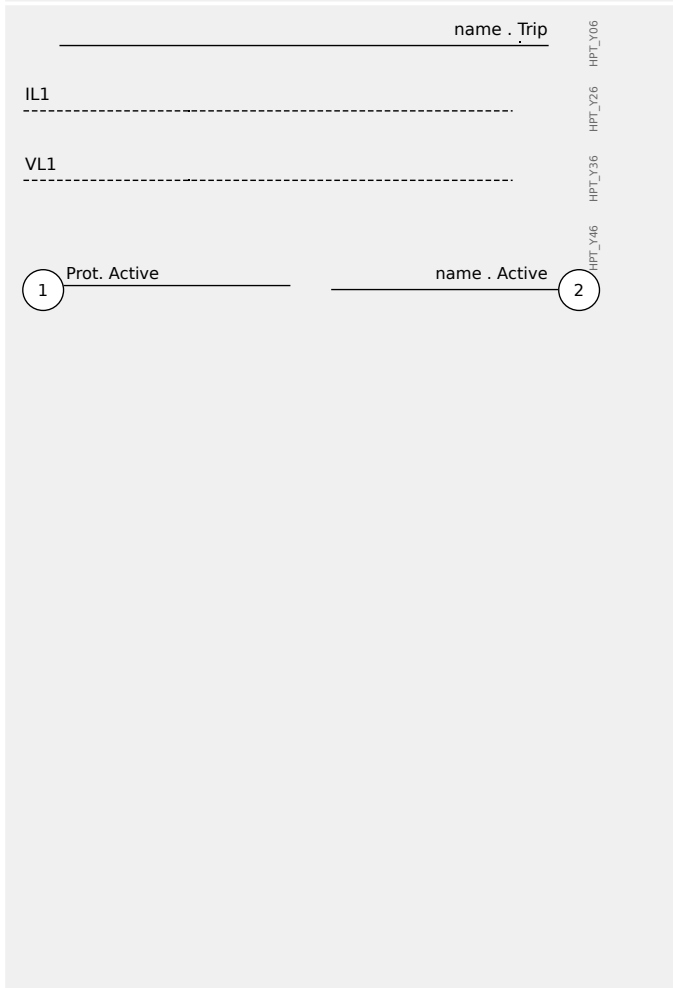 name . Trip
HPT_Y06
IL1
HPT_Y26
VL1
HPT_Y36
HPT_Y46
1
Prot. Active
name . Active
2